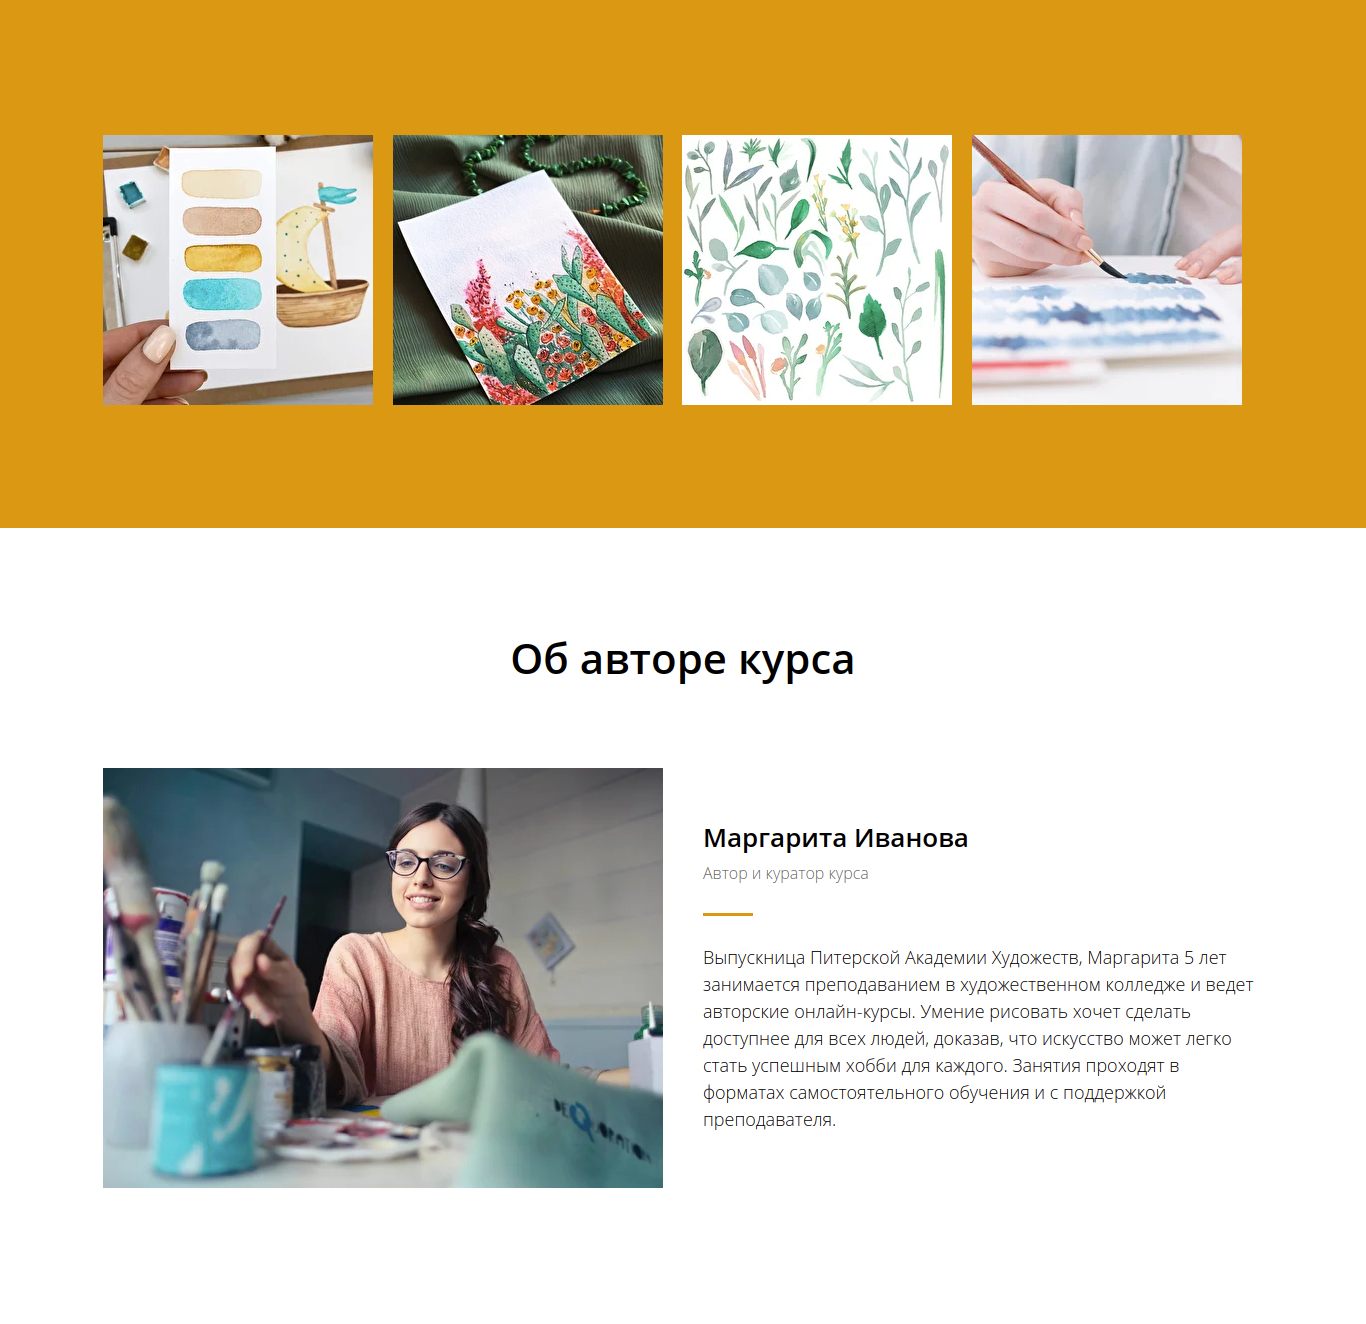 Об авторе курса
Маргарита Иванова
Автор и куратор курса
Выпускница Питерской Академии Художеств, Маргарита 5 лет
занимается преподаванием в художественном колледже и ведет
авторские онлайн-курсы. Умение рисовать хочет сделать
доступнее для всех людей, доказав, что искусство может легко
стать успешным хобби для каждого. Занятия проходят в
форматах самостоятельного обучения и с поддержкой
преподавателя.